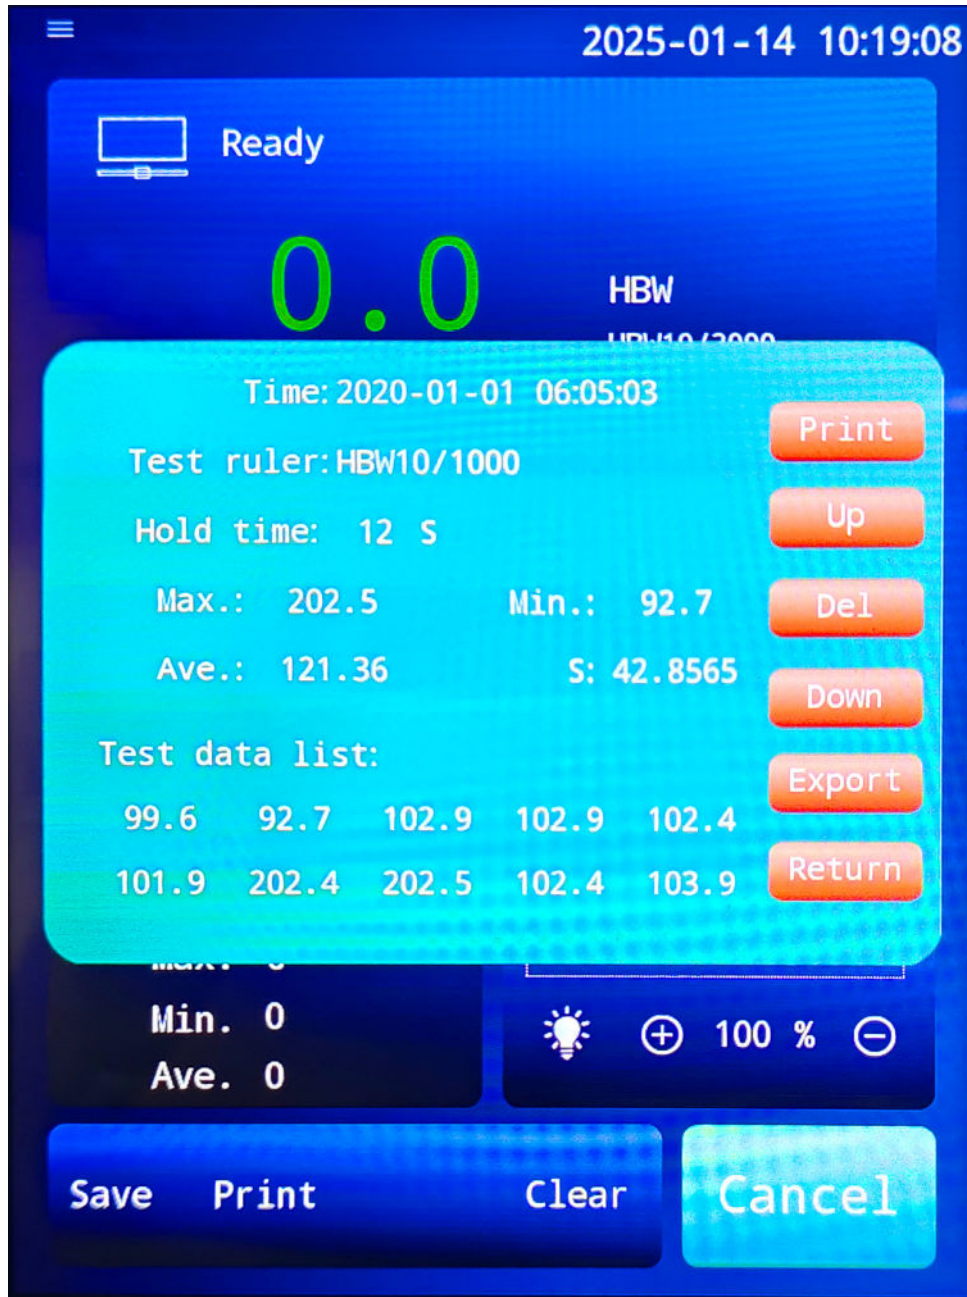 2025-01-14 10:19:08
Ready
0.0
HBW
Time: 2020-01-01 06:05:03
Print
Test ruler: HBW10/1000
Up
Hold time: 12 S
Max.: 202.5 Min.: 92.7
Del
Ave.: 121.36 S: 42.8565
Down
Test data list:
Export
99.6 92.7 102.9 102.9 102.4
101.9 202.4 202.5 102.4 103.9
Return
Min. 0
100 %
Ave. 0
Save Print Clear Cancel